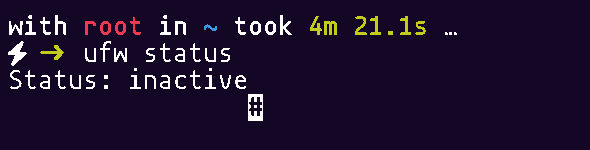 with root in ~ took 4m 21.1s …
⚡ → ufw status
Status: inactive
#